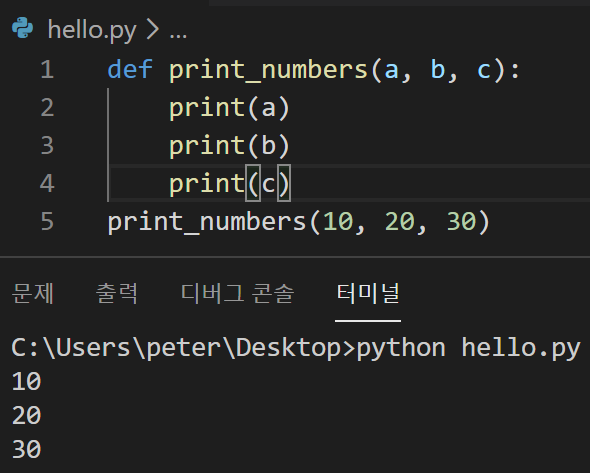 hello.py > ...
1 def print_numbers(a, b, c):
2     print(a)
3     print(b)
4     print(c)
5 print_numbers(10, 20, 30)
문제 출력 디버그 콘솔 터미널
C:\Users\peter\Desktop>python hello.py
10
20
30